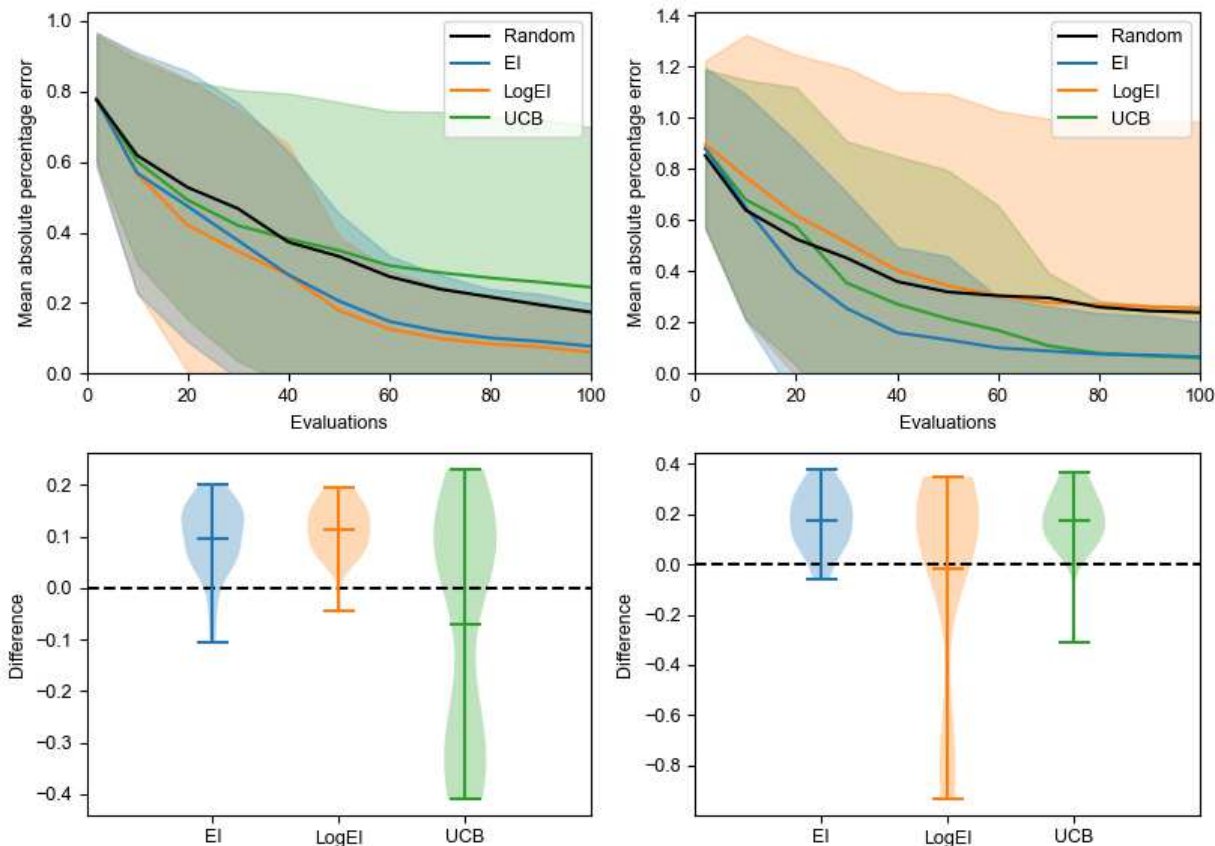 Mean absolute percentage error
1.0
0.8
0.6
0.4
0.2
0.0
0 20 40 60 80 100
Evaluations
Random
EI
LogEI
UCB
Mean absolute percentage error
1.4
1.2
1.0
0.8
0.6
0.4
0.2
0.0
0 20 40 60 80 100
Evaluations
Random
EI
LogEI
UCB
Difference
0.2
0.1
0.0
−0.1
−0.2
−0.3
−0.4
EI LogEI UCB
Difference
0.4
0.2
0.0
−0.2
−0.4
−0.6
−0.8
EI LogEI UCB